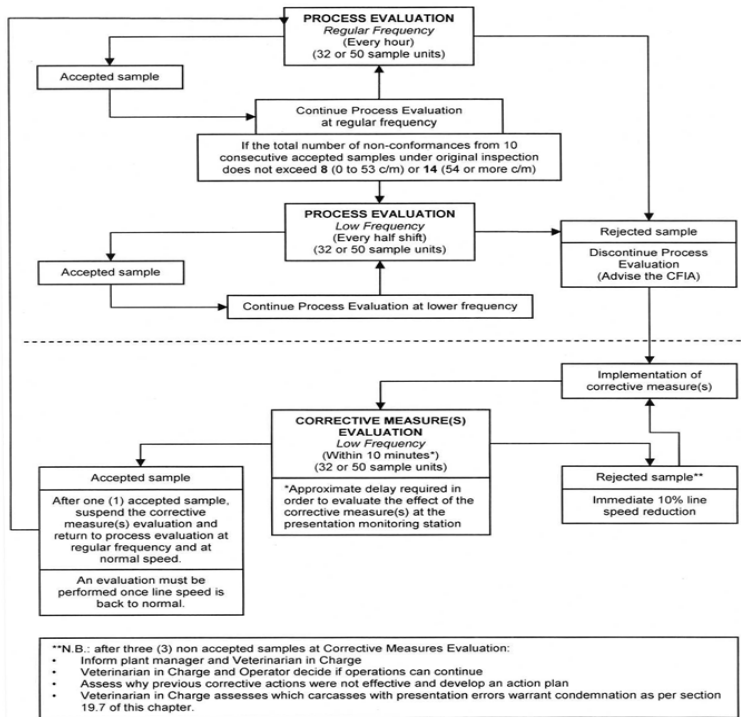 PROCESS EVALUATION
Regular Frequency
(Every hour)
(32 or 50 sample units)
Accepted sample
Continue Process Evaluation
at regular frequency
If the total number of non-conformances from 10
consecutive accepted samples under original inspection
does not exceed 8 (0 to 53 c/m) or 14 (54 or more c/m)
PROCESS EVALUATION
Low Frequency
(Every half shift)
(32 or 50 sample units)
Accepted sample
Continue Process Evaluation at lower frequency
Rejected sample
Discontinue Process
Evaluation
(Advise the CFIA)
Implementation of
corrective measure(s)
CORRECTIVE MEASURE(S)
EVALUATION
Low Frequency
(Within 10 minutes*)
(32 or 50 sample units)
*Approximate delay required in
order to evaluate the effect of the
corrective measure(s) at the
presentation monitoring station
Accepted sample
After one (1) accepted sample,
suspend the corrective
measure(s) evaluation and
return to process evaluation at
regular frequency and at
normal speed.
An evaluation must be
performed once line speed is
back to normal.
Rejected sample**
Immediate 10% line
speed reduction
**N.B.: after three (3) non accepted samples at Corrective Measures Evaluation:
• Inform plant manager and Veterinarian in Charge
• Veterinarian in Charge and Operator decide if operations can continue
• Assess why previous corrective actions were not effective and develop an action plan
• Veterinarian in Charge assesses which carcasses with presentation errors warrant condemnation as per section
19.7 of this chapter.